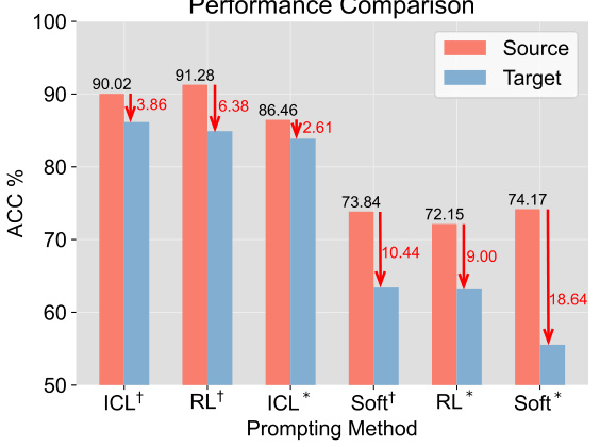 Performance Comparison
100
90
80
70
60
50
ACC %
Source
Target
90.02
3.86
91.28
6.38
86.46
2.61
73.84
10.44
72.15
9.00
74.17
18.64
ICL†
RL†
ICL*
Soft†
RL*
Soft*
Prompting Method